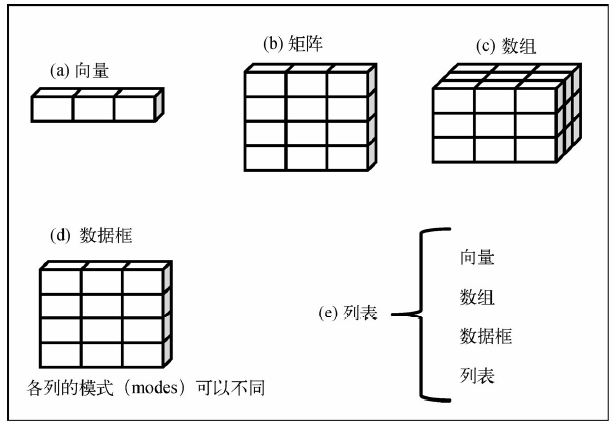 (a) 向量
(b) 矩阵
(c) 数组
(d) 数据框
各列的模式（modes）可以不同
(e) 列表
向量
数组
数据框
列表